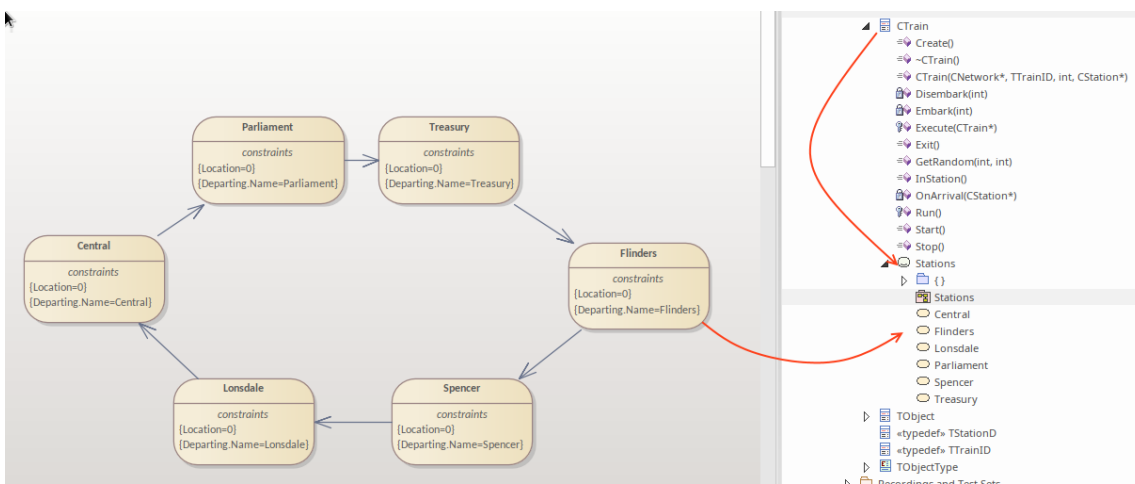 Parliament
constraints
{Location=0}
{Departing.Name=Parliament}
Treasury
constraints
{Location=0}
{Departing.Name=Treasury}
Central
constraints
{Location=0}
{Departing.Name=Central}
Flinders
constraints
{Location=0}
{Departing.Name=Flinders}
Lonsdale
constraints
{Location=0}
{Departing.Name=Lonsdale}
Spencer
constraints
{Location=0}
{Departing.Name=Spencer}
CTrain
Create()
~CTrain()
CTrain(CNetwork*, TTrainID, int, CStation*)
Disembark(int)
Embark(int)
Execute(CTrain*)
Exit()
GetRandom(int, int)
InStation()
OnArrival(CStation*)
Run()
Start()
Stop()
Stations
{ }
Stations
Central
Flinders
Lonsdale
Parliament
Spencer
Treasury
TObject
«typedef» TStationD
«typedef» TTrainID
TObjectType
Recordings and Test Sets